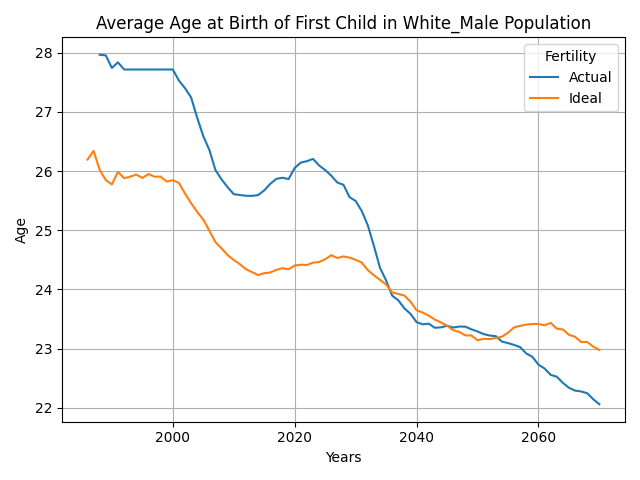 Average Age at Birth of First Child in White_Male Population
Fertility
Actual
Ideal
28
27
26
25
24
23
22
Age
2000
2020
2040
2060
Years